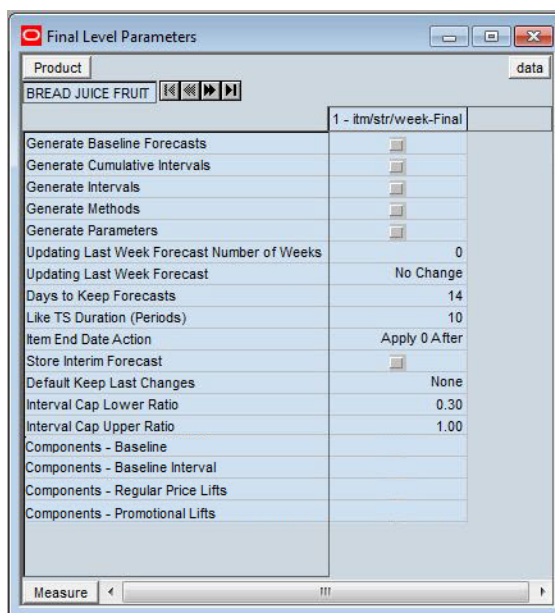 Final Level Parameters
Product data
BREAD JUICE FRUIT
1 - itm/str/week-Final
Generate Baseline Forecasts
Generate Cumulative Intervals
Generate Intervals
Generate Methods
Generate Parameters
Updating Last Week Forecast Number of Weeks 0
Updating Last Week Forecast No Change
Days to Keep Forecasts 14
Like TS Duration (Periods) 10
Item End Date Action Apply 0 After
Store Interim Forecast
Default Keep Last Changes None
Interval Cap Lower Ratio 0.30
Interval Cap Upper Ratio 1.00
Components - Baseline
Components - Baseline Interval
Components - Regular Price Lifts
Components - Promotional Lifts
Measure